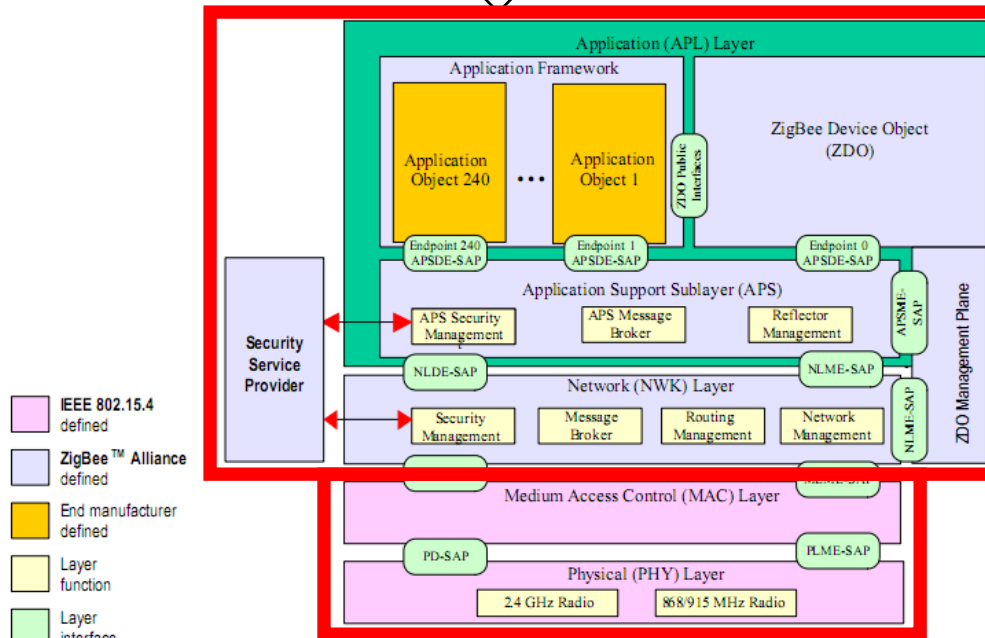 Application (APL) Layer
Application Framework
ZigBee Device Object
(ZDO)
Application
Object 240
...
Application
Object 1
ZDO Public
Interfaces
Endpoint 240
APSDE-SAP
Endpoint 1
APSDE-SAP
Endpoint 0
APSDE-SAP
Application Support Sublayer (APS)
APS Security
Management
APS Message
Broker
Reflector
Management
APSME-
SAP
Security
Service
Provider
NLDE-SAP
NLME-SAP
Network (NWK) Layer
Security
Management
Message
Broker
Routing
Management
Network
Management
NLME-SAP
ZDO Management Plane
MLME-SAP
Medium Access Control (MAC) Layer
PD-SAP
PLME-SAP
Physical (PHY) Layer
2.4 GHz Radio
868/915 MHz Radio
IEEE 802.15.4
defined
ZigBee™ Alliance
defined
End manufacturer
defined
Layer
function
Layer
interface